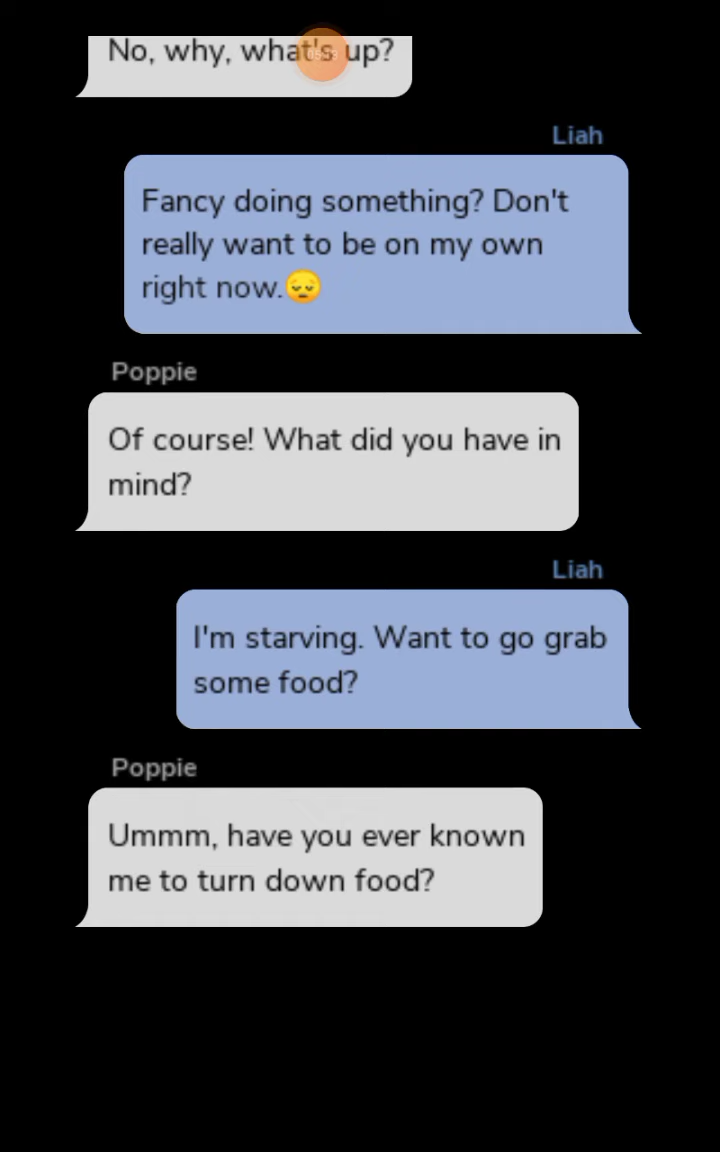 No, why, what's up?
Liah
Fancy doing something? Don't
really want to be on my own
right now.😔
Poppie
Of course! What did you have in
mind?
Liah
I'm starving. Want to go grab
some food?
Poppie
Ummm, have you ever known
me to turn down food?